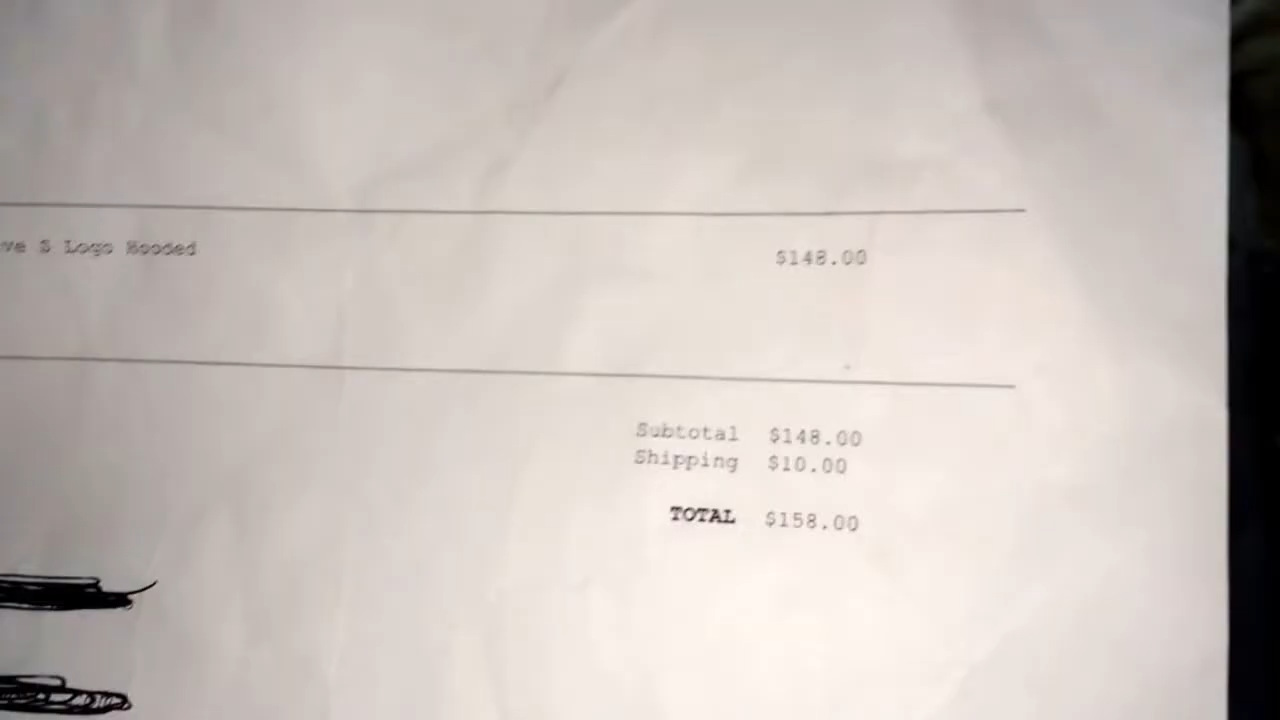 ve S Logo Hooded $148.00
Subtotal $148.00
Shipping $10.00
TOTAL $158.00